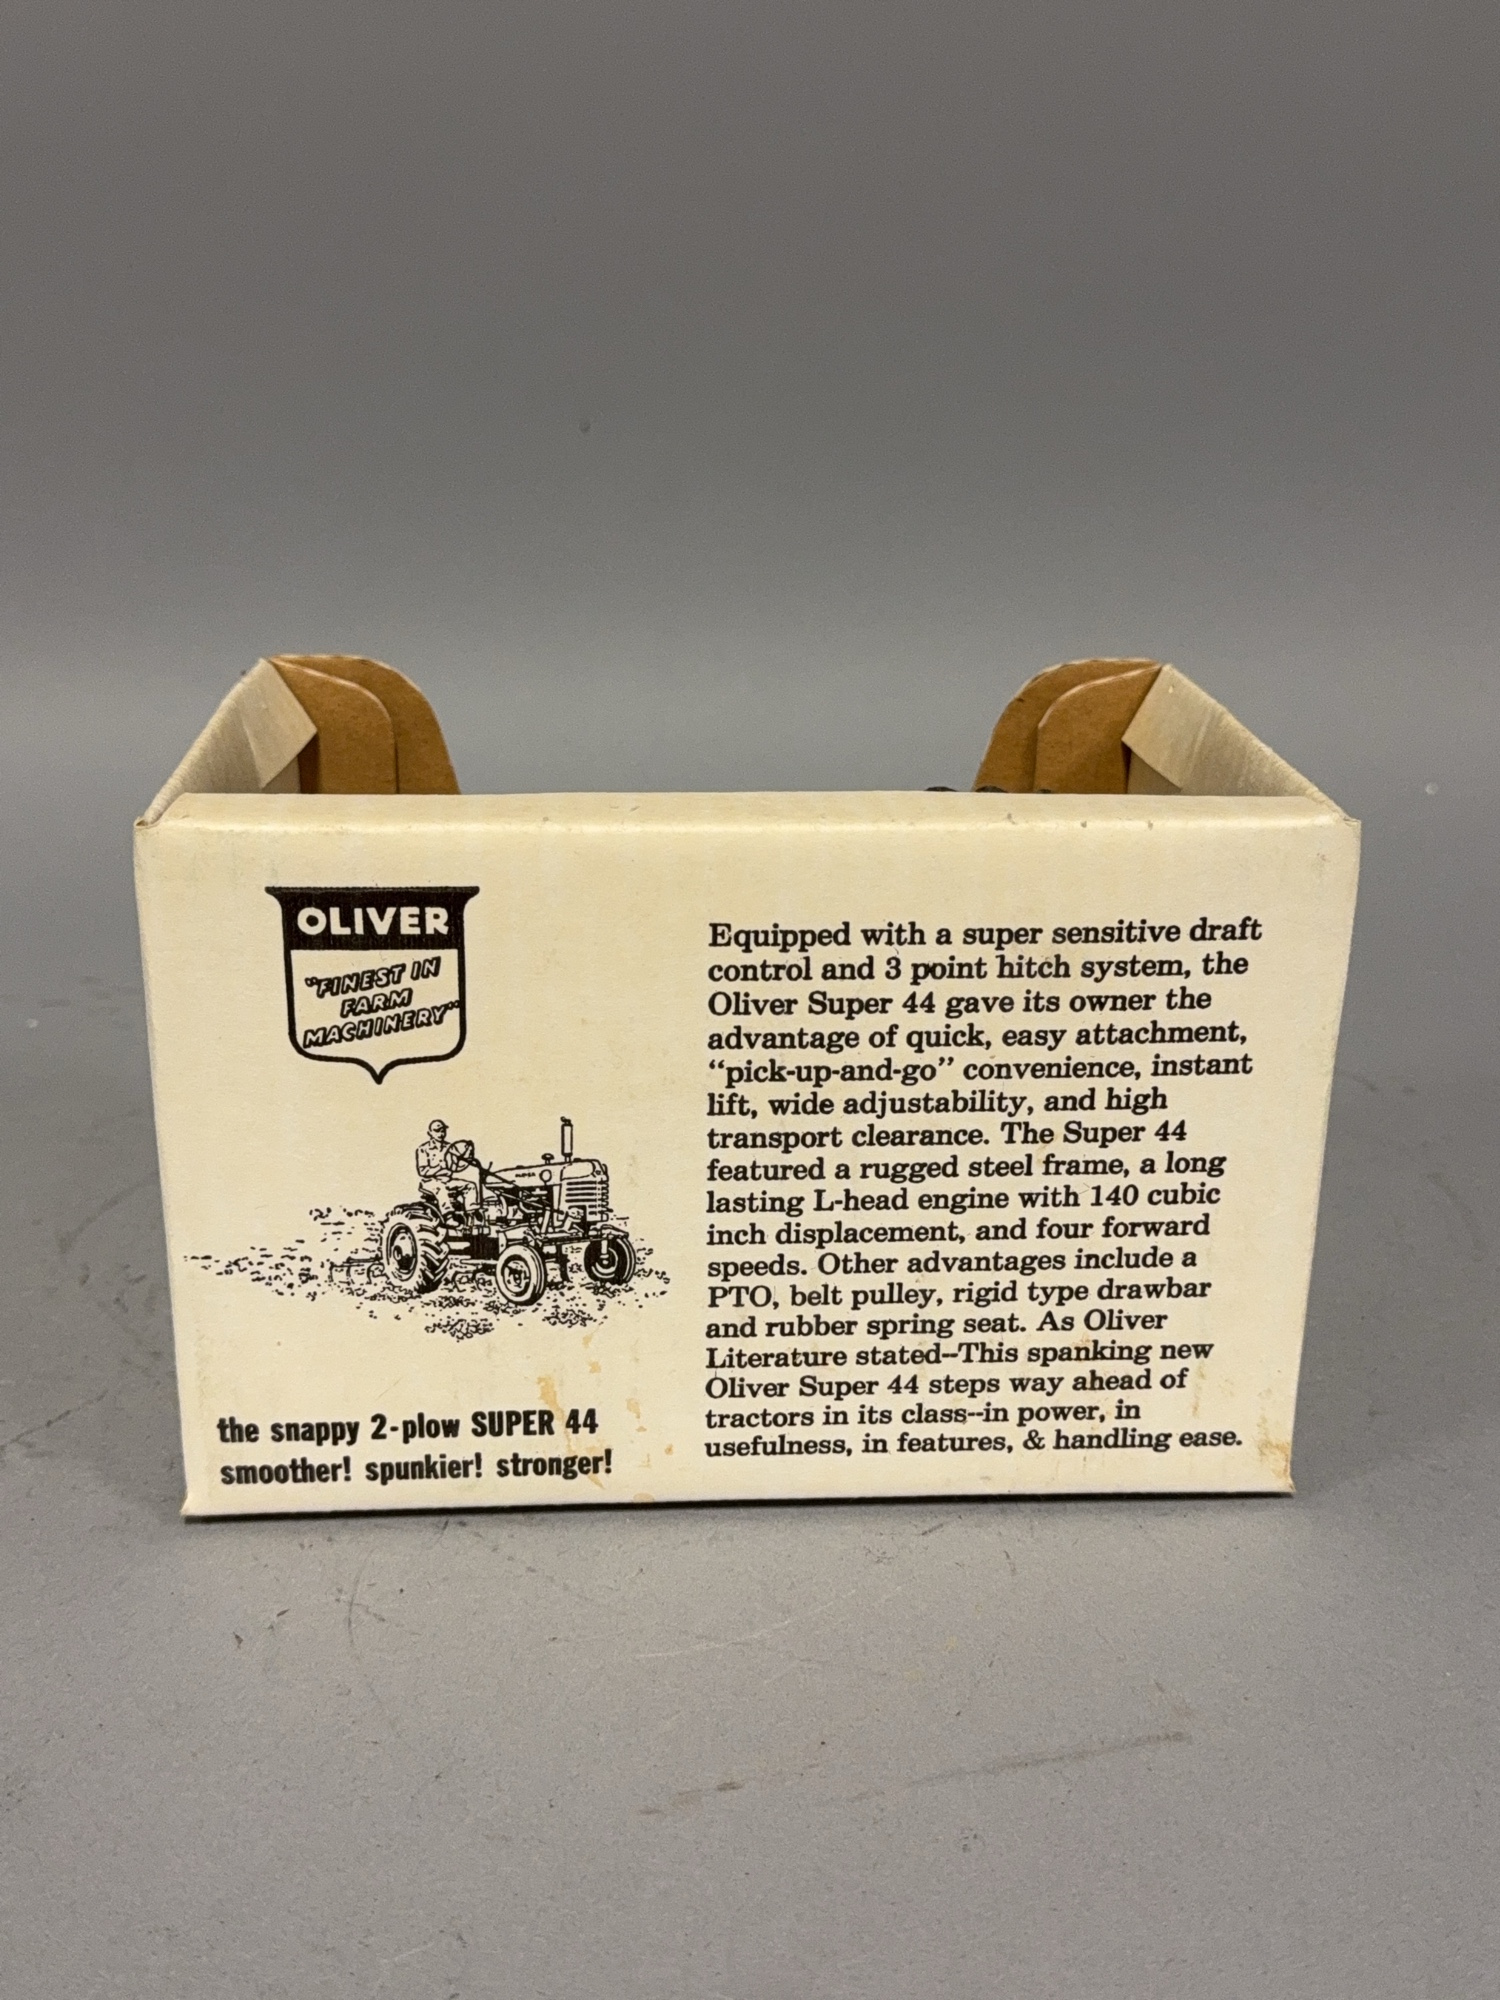 OLIVER
"FINEST IN
FARM
MACHINERY"
the snappy 2-plow SUPER 44
smoother! spunkier! stronger!
Equipped with a super sensitive draft
control and 3 point hitch system, the
Oliver Super 44 gave its owner the
advantage of quick, easy attachment,
“pick-up-and-go” convenience, instant
lift, wide adjustability, and high
transport clearance. The Super 44
featured a rugged steel frame, a long
lasting L-head engine with 140 cubic
inch displacement, and four forward
speeds. Other advantages include a
PTO, belt pulley, rigid type drawbar
and rubber spring seat. As Oliver
Literature stated--This spanking new
Oliver Super 44 steps way ahead of
tractors in its class--in power, in
usefulness, in features, & handling ease.